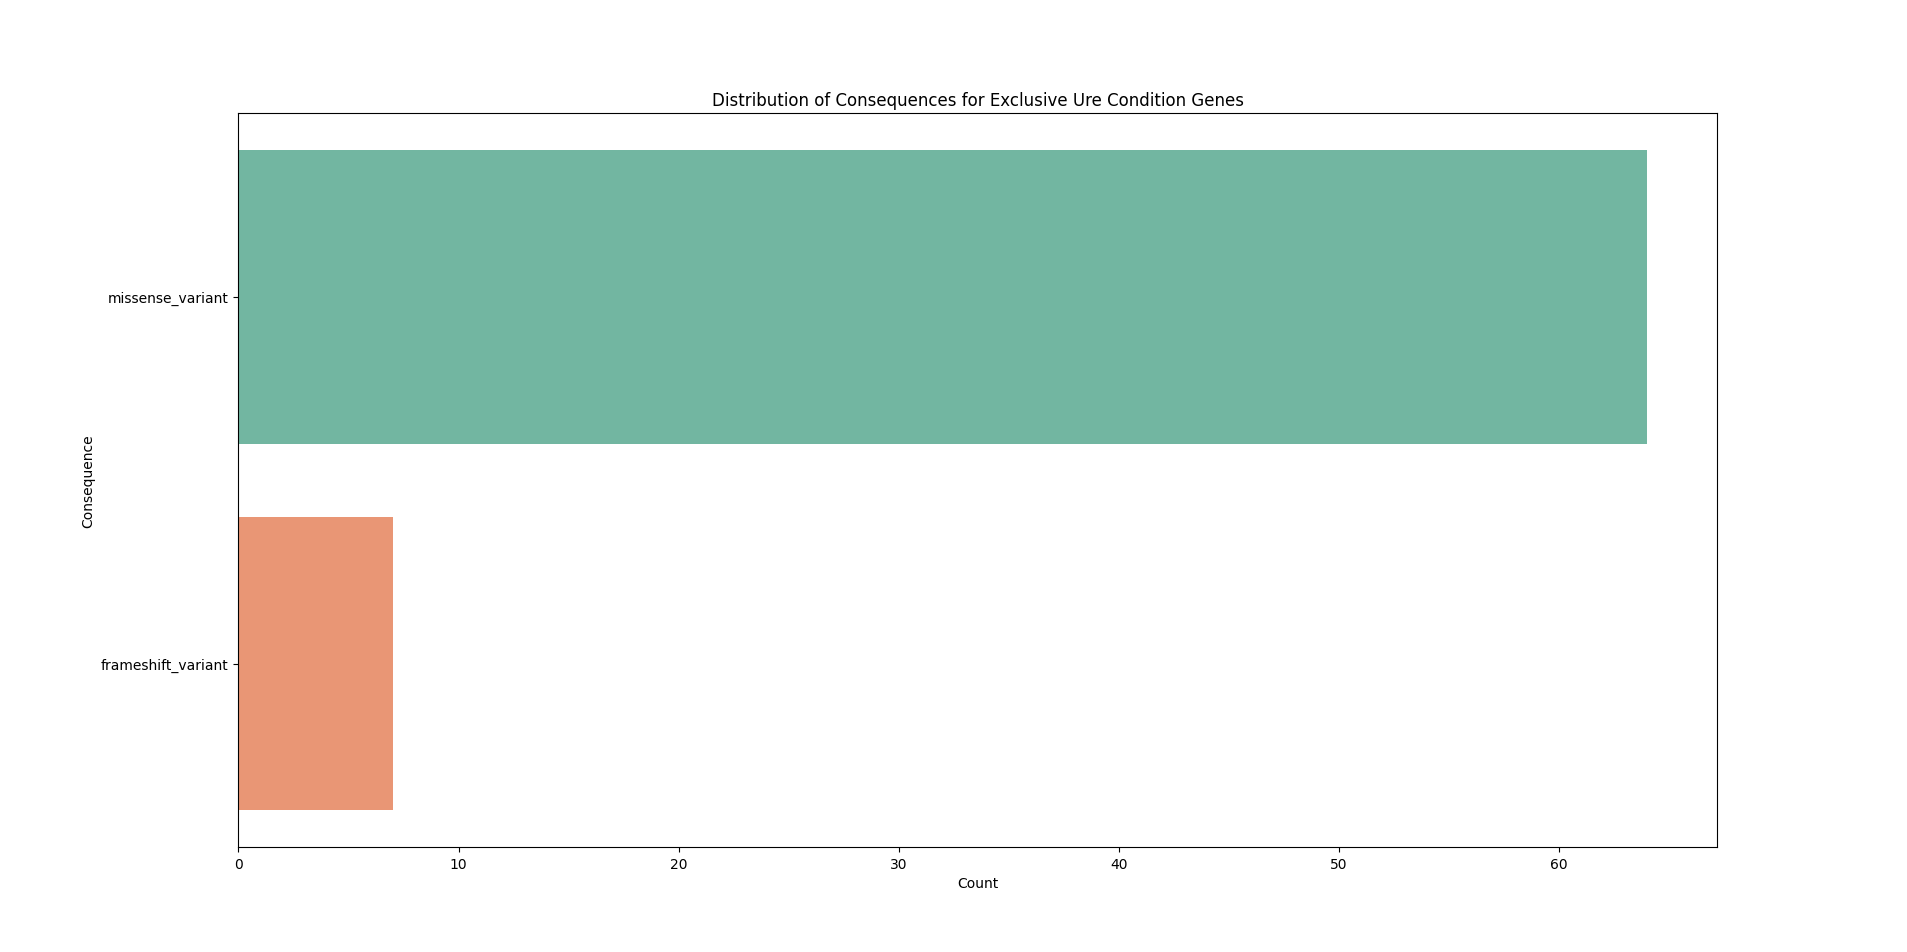 Distribution of Consequences for Exclusive Ure Condition Genes
missense_variant
Consequence
frameshift_variant
0 10 20 30 40 50 60
Count